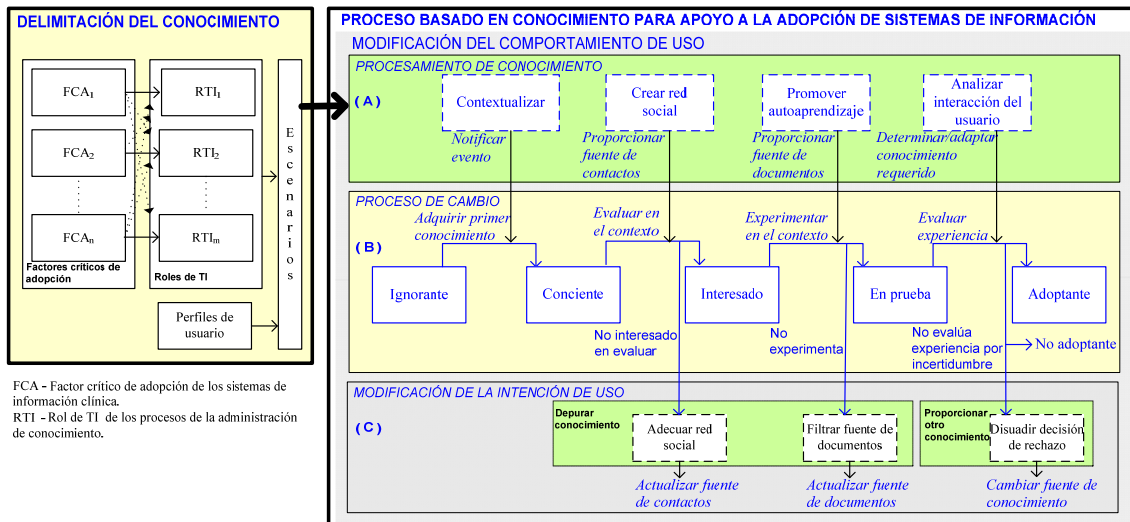 DELIMITACIÓN DEL CONOCIMIENTO
FCA1
RTI1
FCA2
RTI2
FCAn
RTIm
Factores críticos de
adopción
Roles de TI
Escenarios
Perfiles de
usuario
FCA - Factor crítico de adopción de los sistemas de
información clínica.
RTI - Rol de TI de los procesos de la administración
de conocimiento.
PROCESO BASADO EN CONOCIMIENTO PARA APOYO A LA ADOPCIÓN DE SISTEMAS DE INFORMACIÓN
MODIFICACIÓN DEL COMPORTAMIENTO DE USO
PROCESAMIENTO DE CONOCIMIENTO
(A)
Contextualizar
Crear red
social
Promover
autoaprendizaje
Analizar
interacción del
usuario
Notificar
evento
Proporcionar
fuente de
contactos
Proporcionar
fuente de
documentos
Determinar/adaptar
conocimiento
requerido
PROCESO DE CAMBIO
(B)
Adquirir primer
conocimiento
Evaluar en
el contexto
Experimentar
en el contexto
Evaluar
experiencia
Ignorante
Conciente
Interesado
En prueba
Adoptante
No interesado
en evaluar
No
experimenta
No evalúa
experiencia por
incertidumbre
No adoptante
MODIFICACIÓN DE LA INTENCIÓN DE USO
(C)
Depurar
conocimiento
Adecuar red
social
Filtrar fuente de
documentos
Proporcionar
otro
conocimiento
Disuadir decisión
de rechazo
Actualizar fuente
de contactos
Actualizar fuente
de documentos
Cambiar fuente de
conocimiento